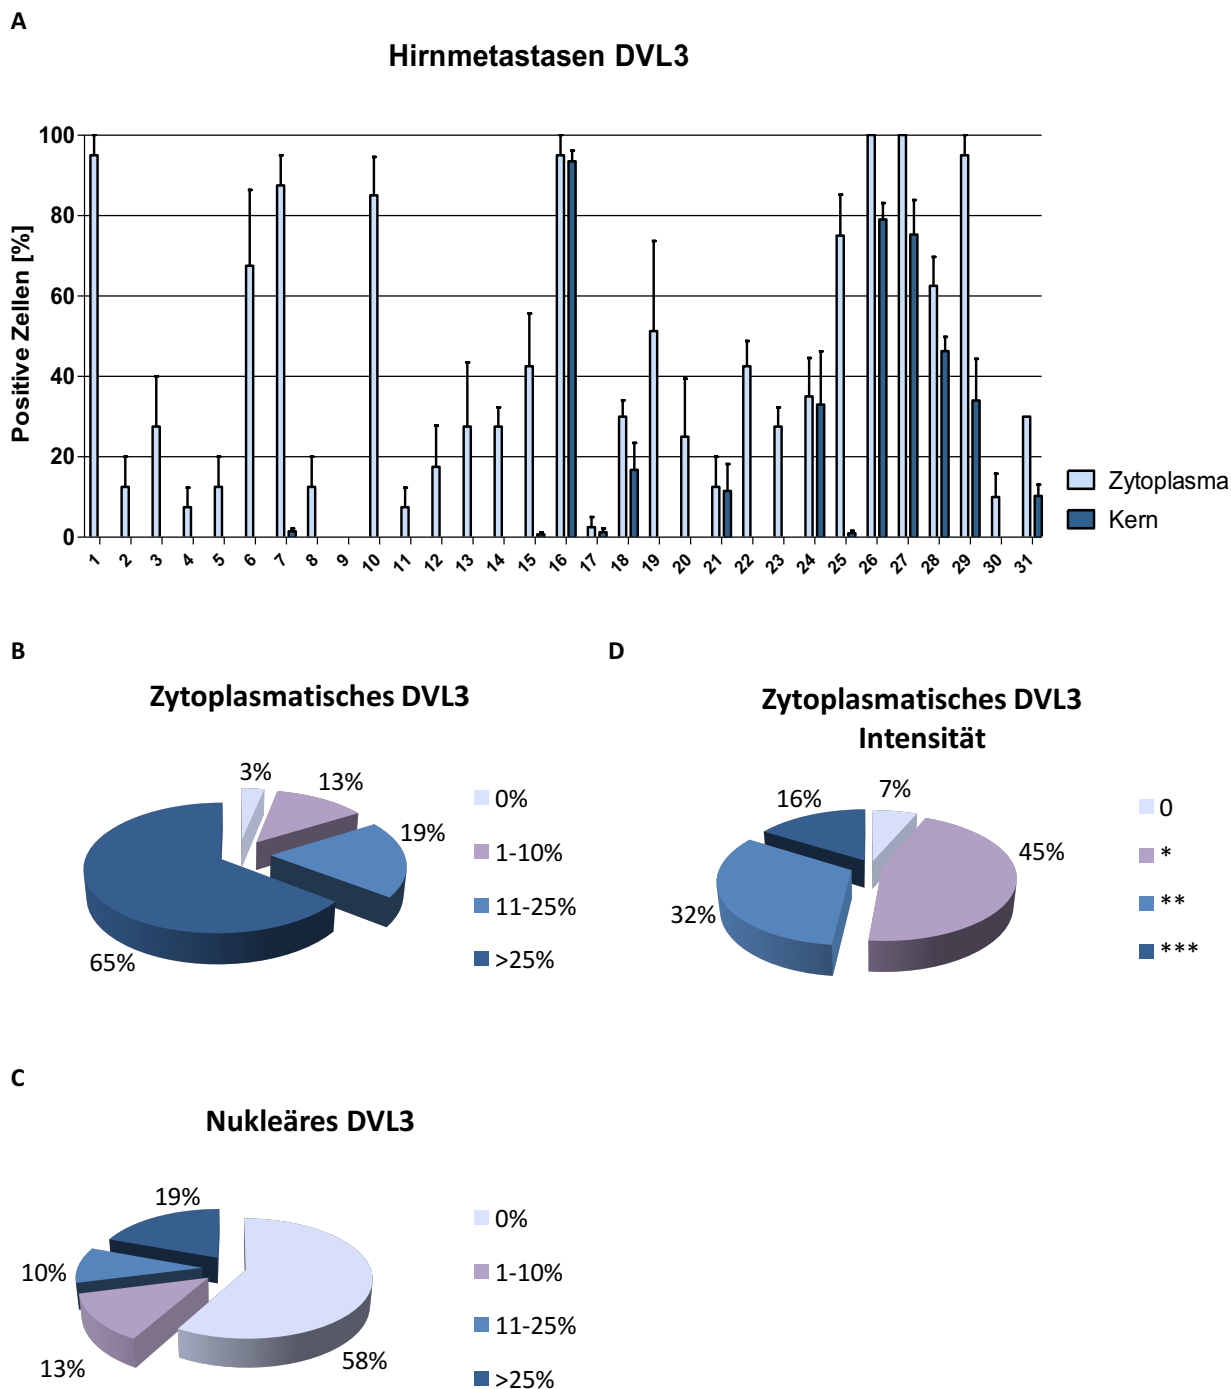 A
Hirnmetastasen DVL3
Positive Zellen [%]
100
80
60
40
20
0
1 2 3 4 5 6 7 8 9 10 11 12 13 14 15 16 17 18 19 20 21 22 23 24 25 26 27 28 29 30 31
Zytoplasma
Kern
B
Zytoplasmatisches DVL3
3%
13%
19%
65%
0%
1-10%
11-25%
>25%
D
Zytoplasmatisches DVL3
Intensität
7%
16%
45%
32%
0
*
**
***
C
Nukleäres DVL3
19%
10%
13%
58%
0%
1-10%
11-25%
>25%